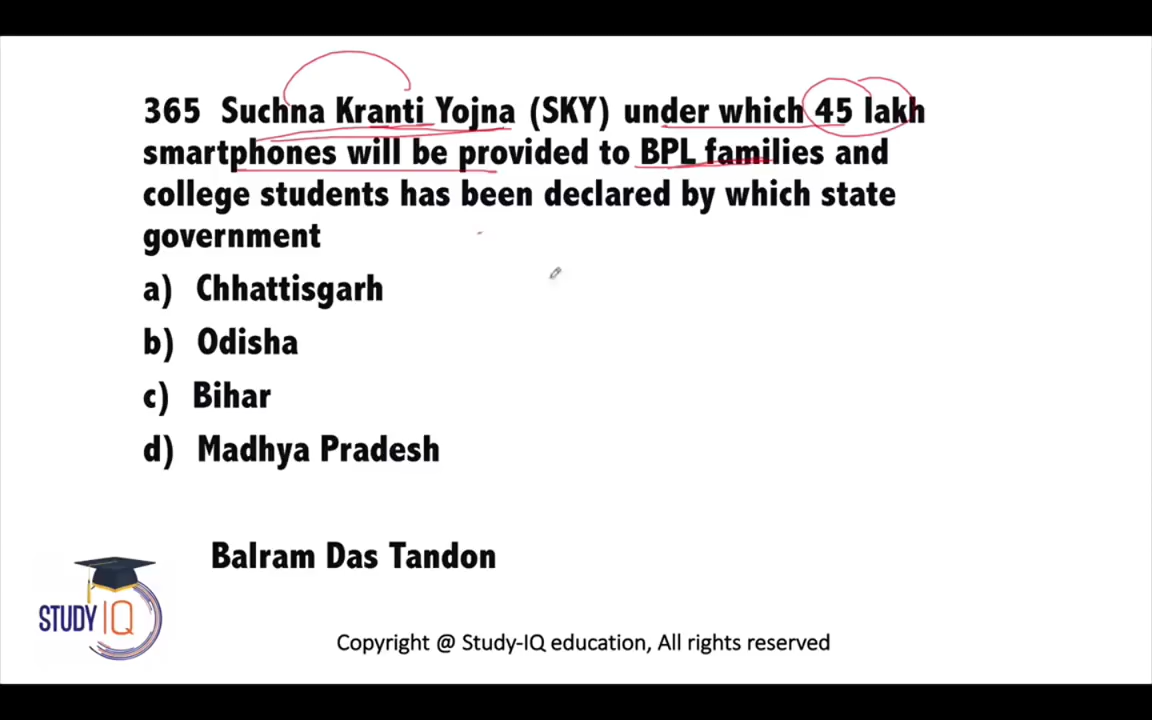 365 Suchna Kranti Yojna (SKY) under which 45 lakh
smartphones will be provided to BPL families and
college students has been declared by which state
government
a) Chhattisgarh
b) Odisha
c) Bihar
d) Madhya Pradesh
Balram Das Tandon
STUDY IQ
Copyright @ Study-IQ education, All rights reserved